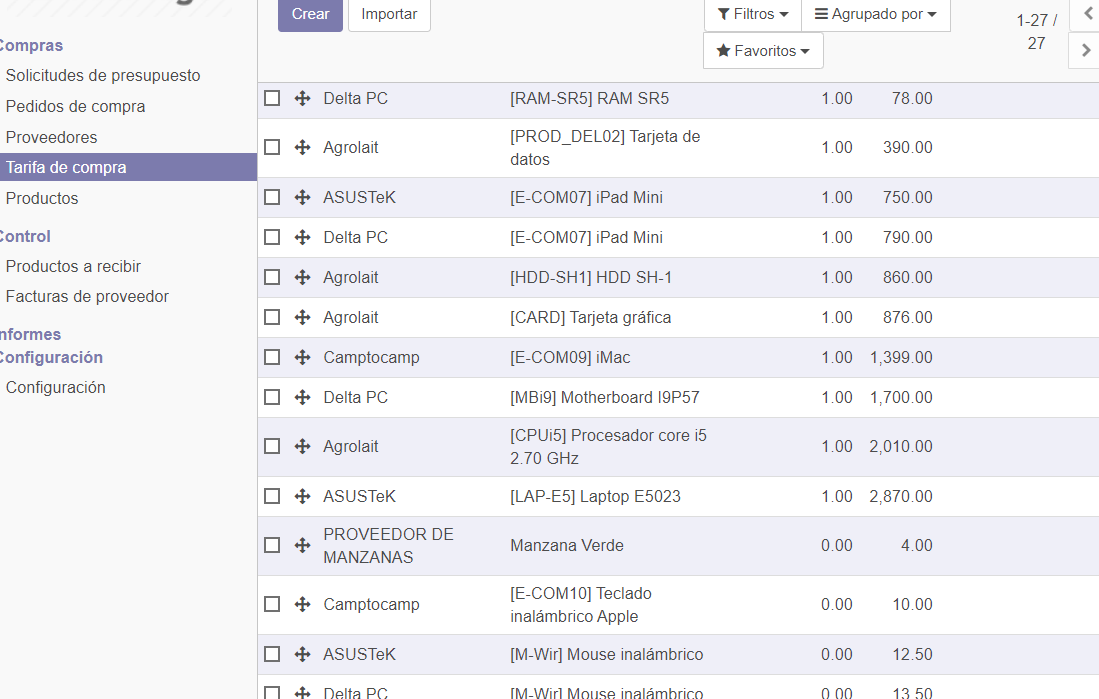 Crear
Importar
Filtros
Agrupado por
Favoritos
1-27 /
27
Compras
Solicitudes de presupuesto
Pedidos de compra
Proveedores
Tarifa de compra
Productos
Control
Productos a recibir
Facturas de proveedor
Informes
Configuración
Configuración
Delta PC [RAM-SR5] RAM SR5 1.00 78.00
Agrolait [PROD_DEL02] Tarjeta de
datos 1.00 390.00
ASUSTeK [E-COM07] iPad Mini 1.00 750.00
Delta PC [E-COM07] iPad Mini 1.00 790.00
Agrolait [HDD-SH1] HDD SH-1 1.00 860.00
Agrolait [CARD] Tarjeta gráfica 1.00 876.00
Camptocamp [E-COM09] iMac 1.00 1,399.00
Delta PC [MBi9] Motherboard I9P57 1.00 1,700.00
Agrolait [CPUi5] Procesador core i5
2.70 GHz 1.00 2,010.00
ASUSTeK [LAP-E5] Laptop E5023 1.00 2,870.00
PROVEEDOR DE
MANZANAS Manzana Verde 0.00 4.00
Camptocamp [E-COM10] Teclado
inalámbrico Apple 0.00 10.00
ASUSTeK [M-Wir] Mouse inalámbrico 0.00 12.50
Delta PC [M-Wir] Mouse inalámbrico 0.00 13.50